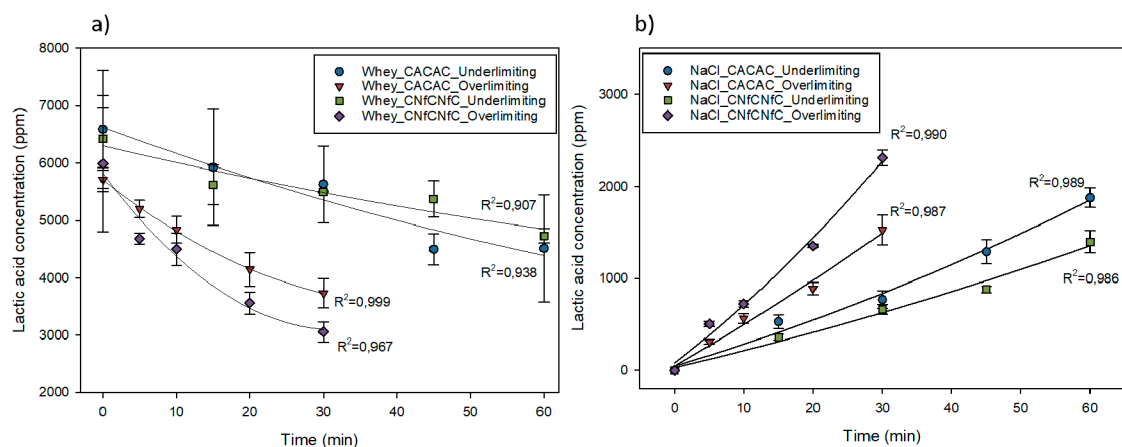 a)
8000
7000
6000
5000
4000
3000
2000
Lactic acid concentration (ppm)
Whey_CACAC_Underlimiting
Whey_CACAC_Overlimiting
Whey_CNfCNfC_Underlimiting
Whey_CNfCNfC_Overlimiting
R²=0,907
R²=0,938
R²=0,999
R²=0,967
0
10
20
30
40
50
60
Time (min)
b)
3000
2000
1000
0
Lactic acid concentration (ppm)
NaCl_CACAC_Underlimiting
NaCl_CACAC_Overlimiting
NaCl_CNfCNfC_Underlimiting
NaCl_CNfCNfC_Overlimiting
R²=0,990
R²=0,989
R²=0,987
R²=0,986
0
10
20
30
40
50
60
Time (min)